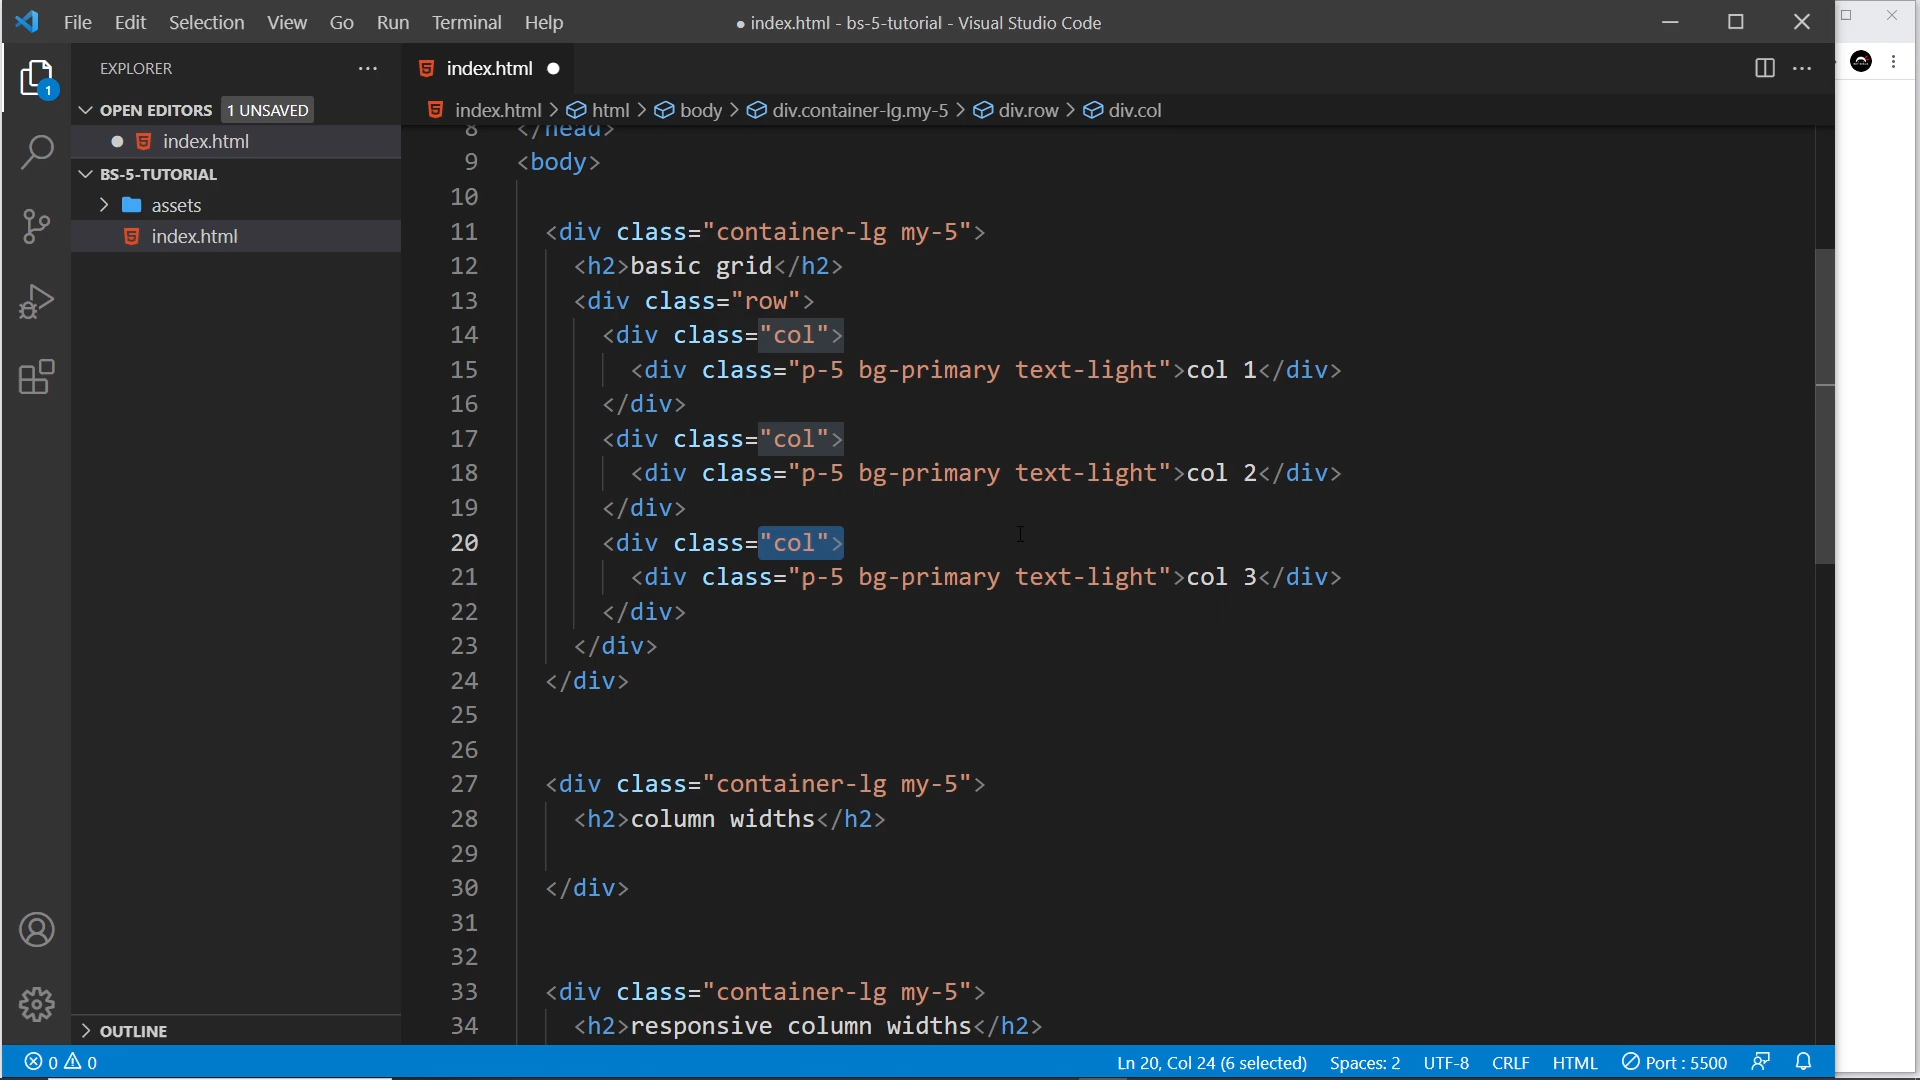 File Edit Selection View Go Run Terminal Help
● index.html - bs-5-tutorial - Visual Studio Code
EXPLORER
OPEN EDITORS 1 UNSAVED
index.html
BS-5-TUTORIAL
assets
index.html
OUTLINE
1
index.html
index.html > html > body > div.container-lg.my-5 > div.row > div.col
8 </head>
9 <body>
10
11 <div class="container-lg my-5">
12 <h2>basic grid</h2>
13 <div class="row">
14 <div class="col">
15 <div class="p-5 bg-primary text-light">col 1</div>
16 </div>
17 <div class="col">
18 <div class="p-5 bg-primary text-light">col 2</div>
19 </div>
20 <div class="col">
21 <div class="p-5 bg-primary text-light">col 3</div>
22 </div>
23 </div>
24 </div>
25
26
27 <div class="container-lg my-5">
28 <h2>column widths</h2>
29
30 </div>
31
32
33 <div class="container-lg my-5">
34 <h2>responsive column widths</h2>
0 0 Ln 20, Col 24 (6 selected) Spaces: 2 UTF-8 CRLF HTML Port : 5500